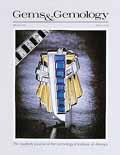 Gems&Gemology
The Quarterly Journal of the Gemological Institute of America